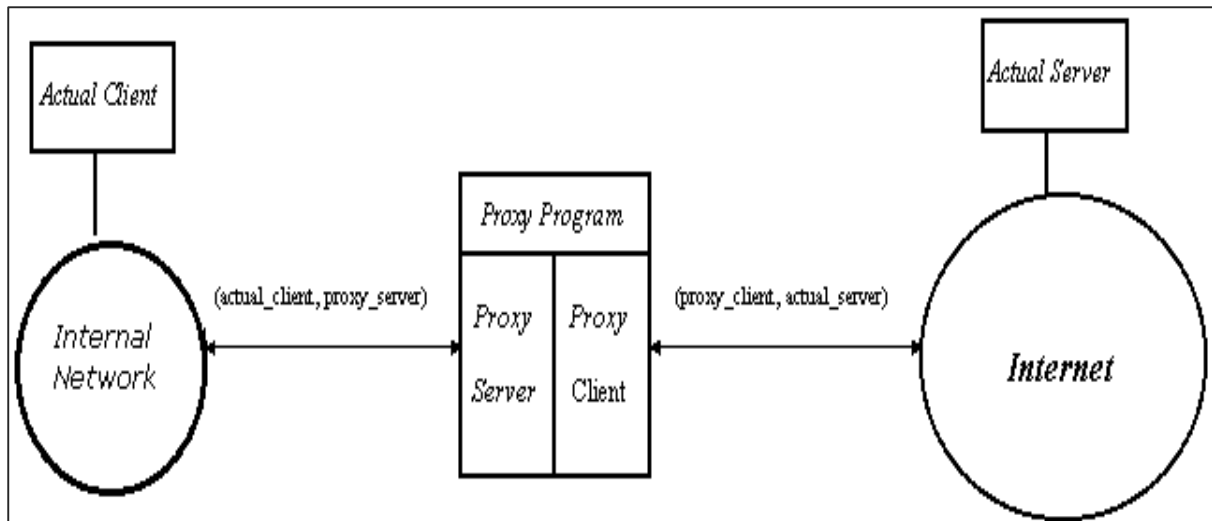 Actual Client
Actual Server
Proxy Program
(actual_client, proxy_server)
(proxy_client, actual_server)
Internal
Network
Proxy
Server
Proxy
Client
Internet